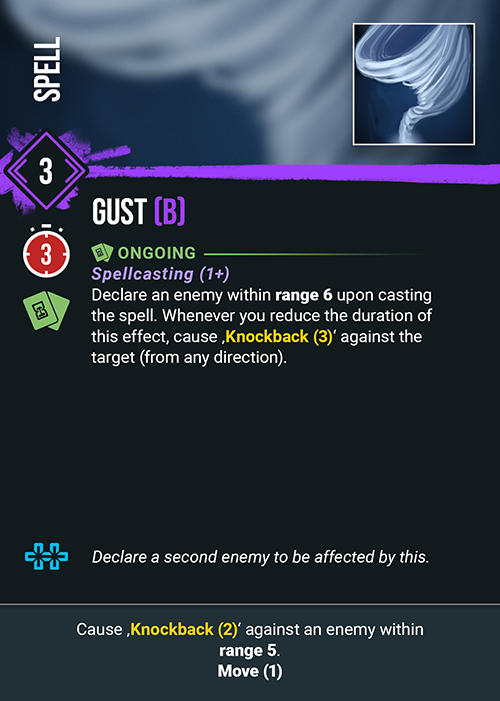 SPELL
3
GUST (B)
3
ONGOING
Spellcasting (1+)
Declare an enemy within range 6 upon casting
the spell. Whenever you reduce the duration of
this effect, cause ‚Knockback (3)‘ against the
target (from any direction).
Declare a second enemy to be affected by this.
Cause ‚Knockback (2)‘ against an enemy within
range 5.
Move (1)